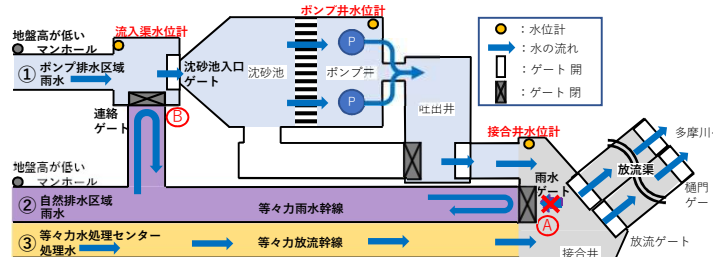 地盤高が低い
マンホール
流入渠水位計
ポンプ井水位計
：水位計
：水の流れ
：ゲート 開
：ゲート 閉
① ポンプ排水区域
雨水
沈砂池入口
ゲート
沈砂池
ポンプ井
P
P
吐出井
連絡
ゲート
B
接合井水位計
多摩川へ
放流渠
樋門
ゲー
地盤高が低い
マンホール
雨水
ゲート
② 自然排水区域
雨水
等々力雨水幹線
A
放流ゲート
③ 等々力水処理センター
処理水
等々力放流幹線
接合井